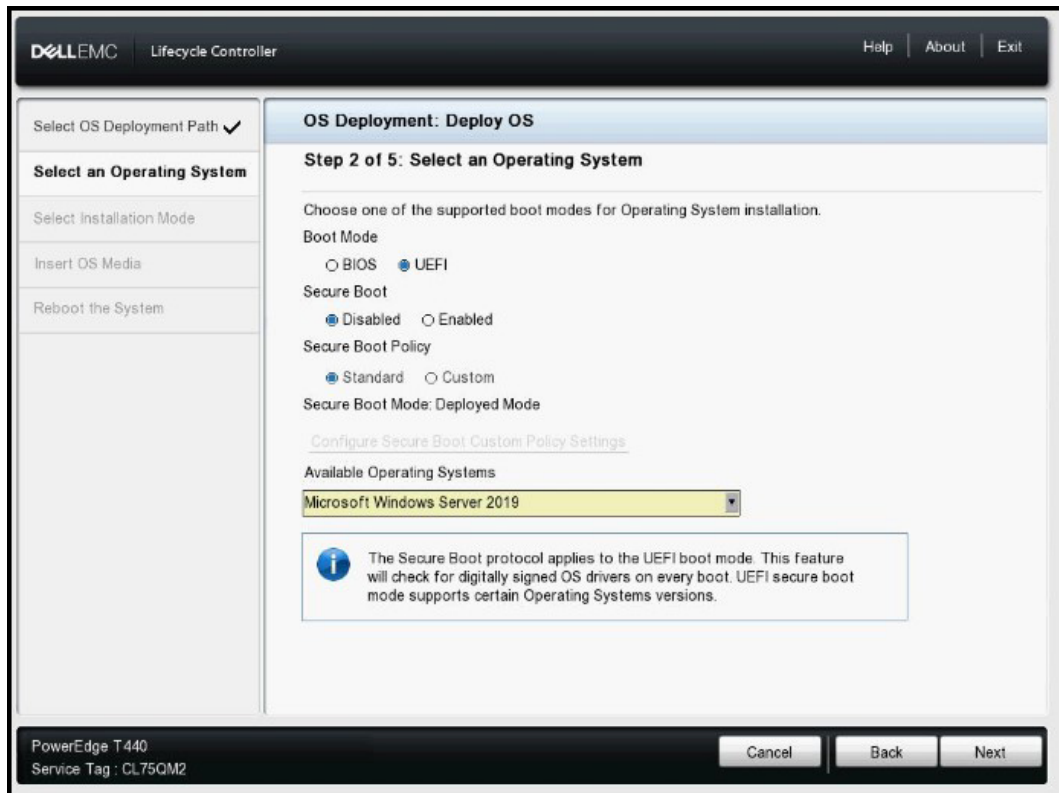 DELLEMC Lifecycle Controller
Help About Exit
Select OS Deployment Path
Select an Operating System
Select Installation Mode
Insert OS Media
Reboot the System
OS Deployment: Deploy OS
Step 2 of 5: Select an Operating System
Choose one of the supported boot modes for Operating System installation.
Boot Mode
BIOS UEFI
Secure Boot
Disabled Enabled
Secure Boot Policy
Standard Custom
Secure Boot Mode: Deployed Mode
Configure Secure Boot Custom Policy Settings
Available Operating Systems
Microsoft Windows Server 2019
The Secure Boot protocol applies to the UEFI boot mode. This feature
will check for digitally signed OS drivers on every boot. UEFI secure boot
mode supports certain Operating Systems versions.
PowerEdge T440
Service Tag : CL75QM2
Cancel Back Next